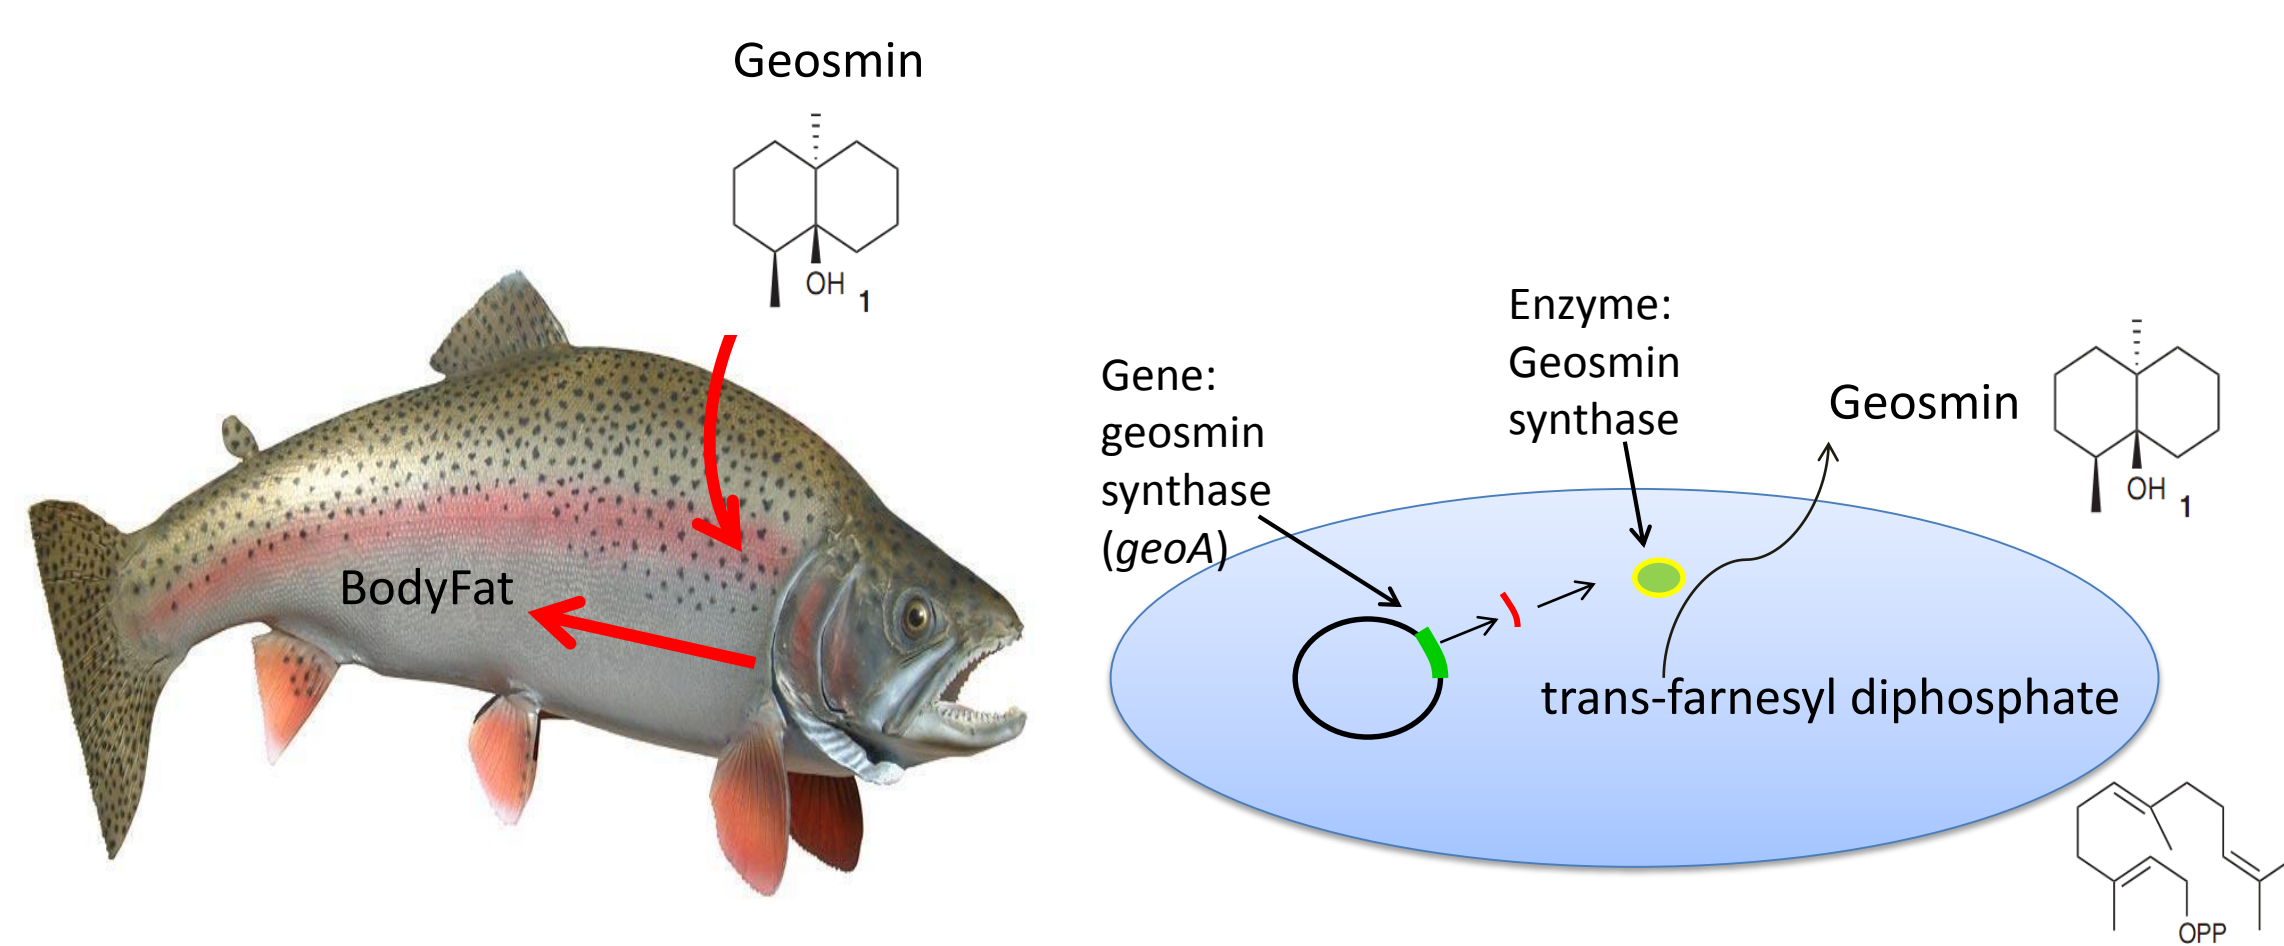 Geosmin
OH
1
BodyFat
Gene:
geosmin
synthase
(geoA)
Enzyme:
Geosmin
synthase
Geosmin
OH
1
trans-farnesyl diphosphate
OPP